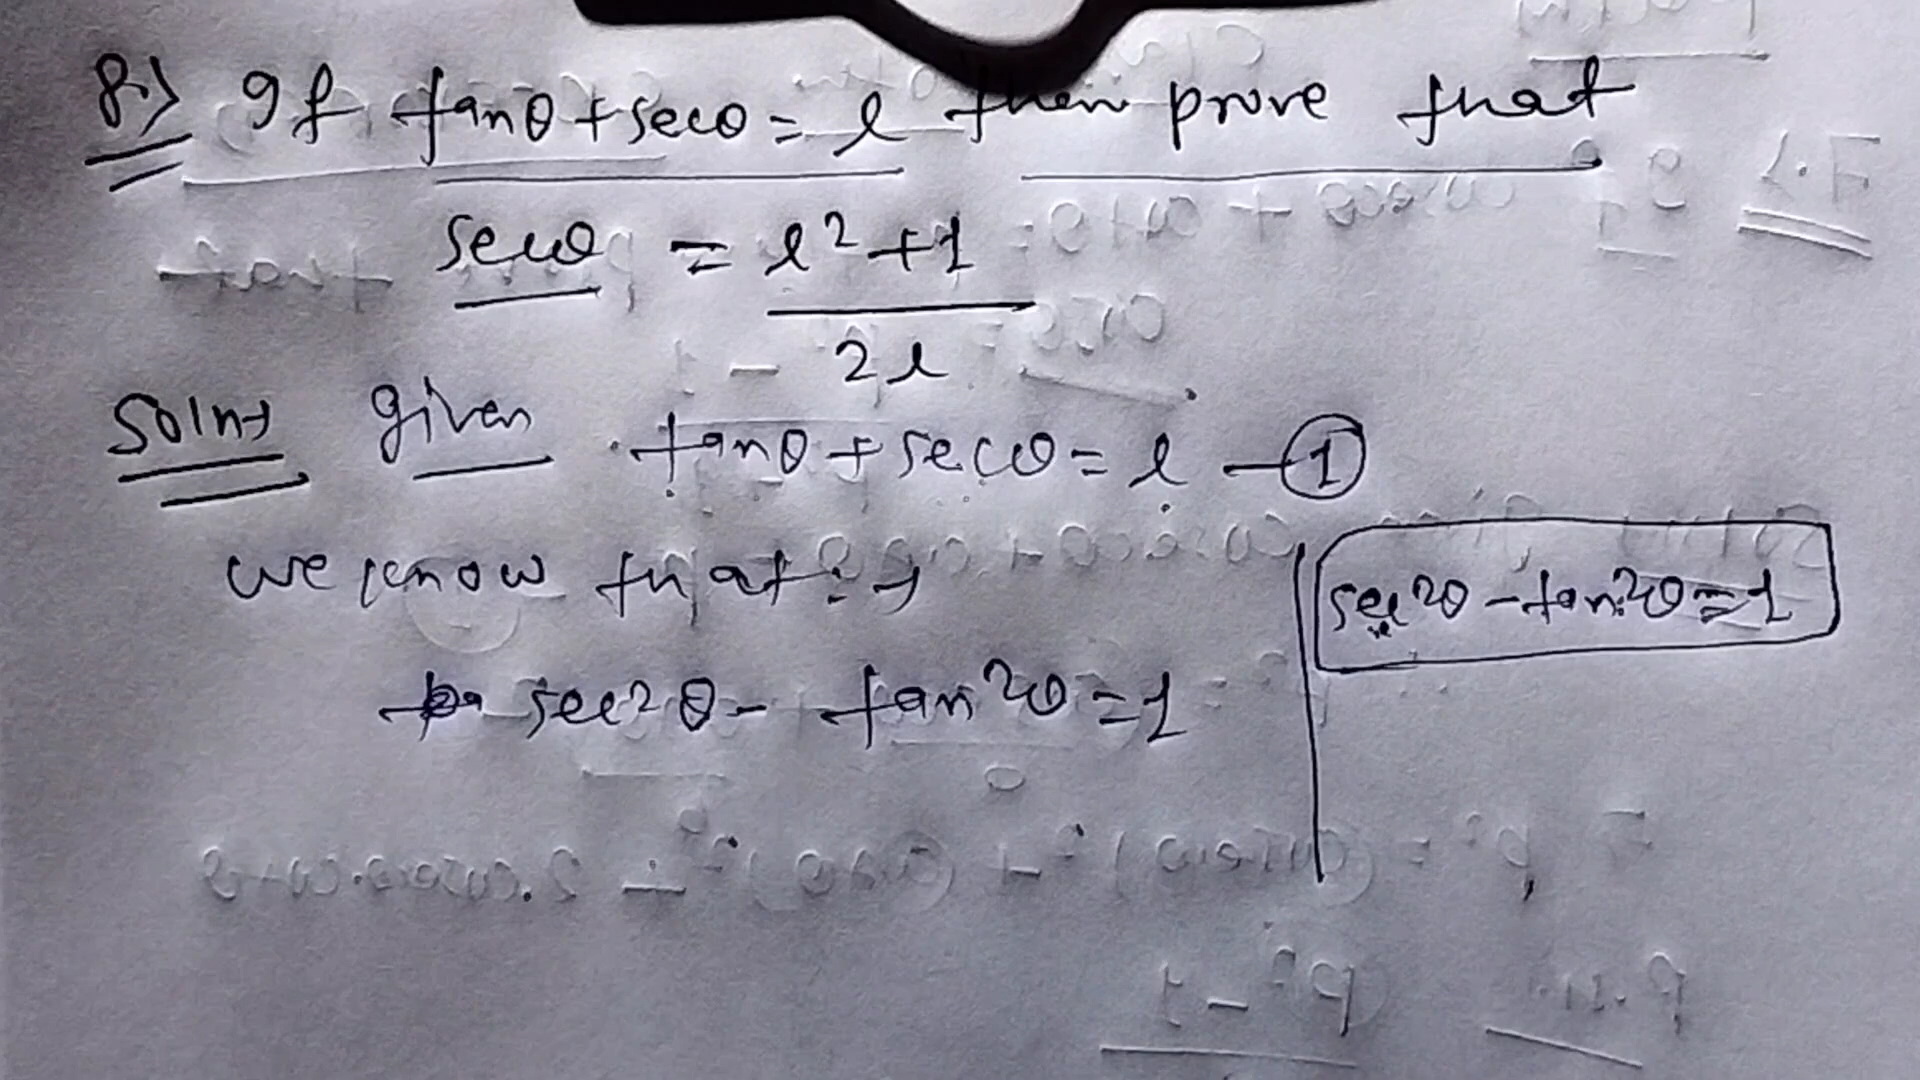 8.) If tanθ + secθ = l then prove that
secθ = l² + 1
2l
Soln→ given tanθ + secθ = l — ①
we know that :→
sec²θ - tan²θ = 1
sec²θ - tan²θ = 1